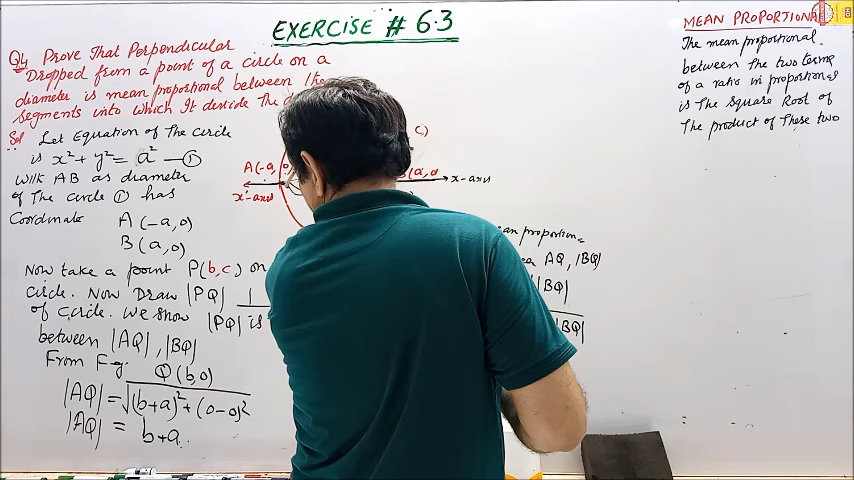 EXERCISE # 6.3
Q4 Prove That Perpendicular
Dropped from a point of a circle on a
diameter is mean proportional between the
segments into which It devide the
Sol Let Equation of The circle
is x² + y² = a² — ①
With AB as diameter
of The circle ① has
Coordinate A (-a, 0)
B (a, 0)
Now take a point P(b, c) on
circle. Now Draw |PQ| ⊥
of circle. We show |PQ| is
between |AQ|, |BQ|
From Fig. Q(b, 0)
|AQ| = √(b+a)² + (0-0)²
|AQ| = b+a.
C)
A(-a, 0)
(a, 0
x'-axis
x-axis
an proportion
AQ, |BQ|
|BQ|
|BQ|
MEAN PROPORTIONA
The mean proportional
between the two terms
of a ratio in proportional
is The square Root of
The product of These two